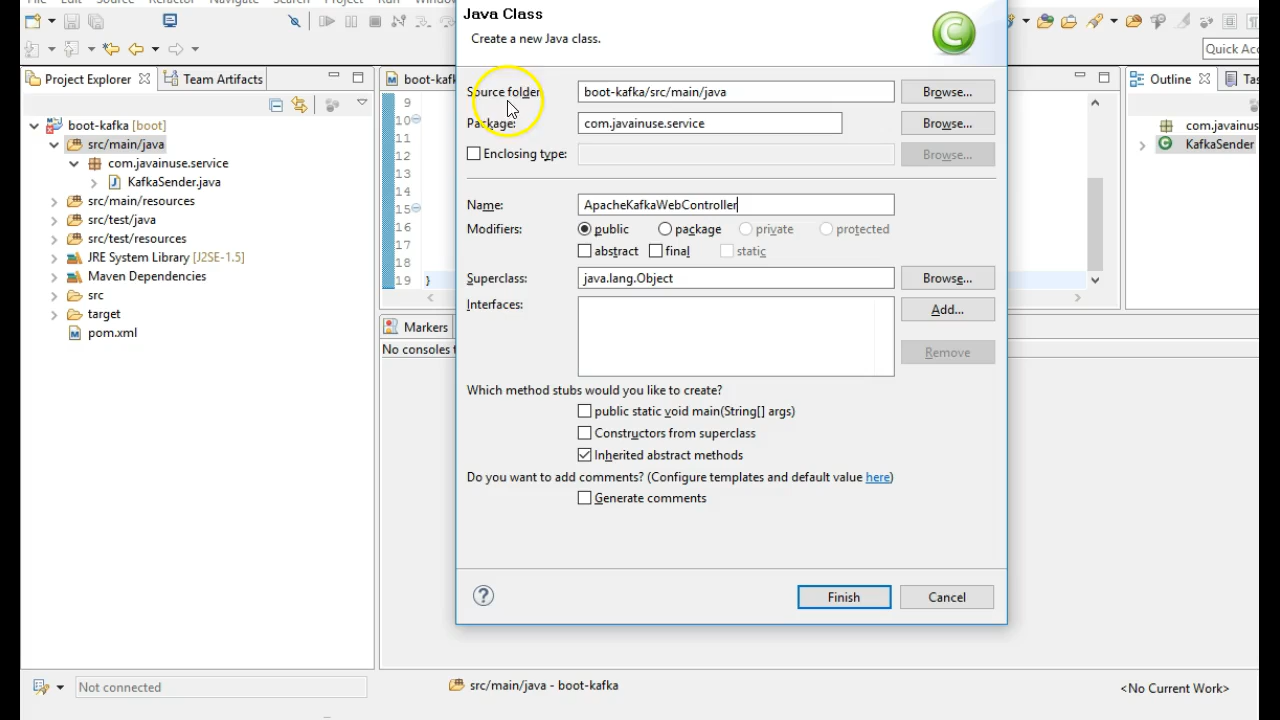 Java Class
Create a new Java class.
Quick Acc
Project Explorer
Team Artifacts
boot-kaf
Outline
Tas
Source folder:
boot-kafka/src/main/java
Browse...
Package:
com.javainuse.service
Browse...
Enclosing type:
Browse...
Name:
ApacheKafkaWebController
Modifiers:
public
package
private
protected
abstract
final
static
Superclass:
java.lang.Object
Browse...
Interfaces:
Add...
Remove
Which method stubs would you like to create?
public static void main(String[] args)
Constructors from superclass
Inherited abstract methods
Do you want to add comments? (Configure templates and default value here)
Generate comments
Finish
Cancel
boot-kafka [boot]
src/main/java
com.javainuse.service
KafkaSender.java
src/main/resources
src/test/java
src/test/resources
JRE System Library [J2SE-1.5]
Maven Dependencies
src
target
pom.xml
9
10
11
12
13
14
15
16
17
18
19 }
com.javainus
KafkaSender
Markers
No consoles t
Not connected
src/main/java - boot-kafka
<No Current Work>